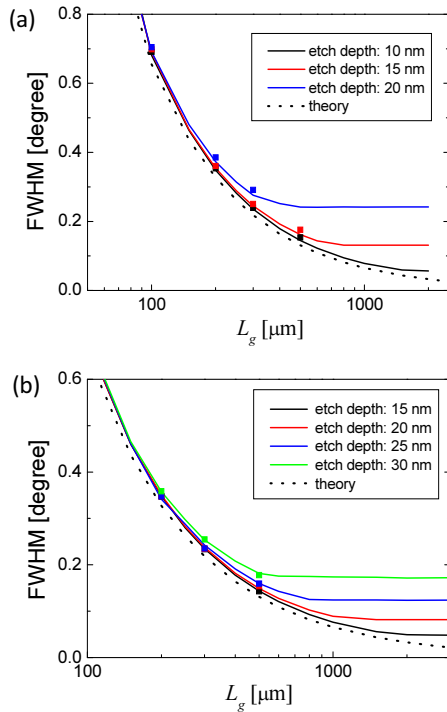 (a)
0.8
0.6
0.4
0.2
0.0
FWHM [degree]
etch depth: 10 nm
etch depth: 15 nm
etch depth: 20 nm
theory
100
1000
L_g [μm]
(b)
0.6
0.4
0.2
0.0
FWHM [degree]
etch depth: 15 nm
etch depth: 20 nm
etch depth: 25 nm
etch depth: 30 nm
theory
100
1000
L_g [μm]